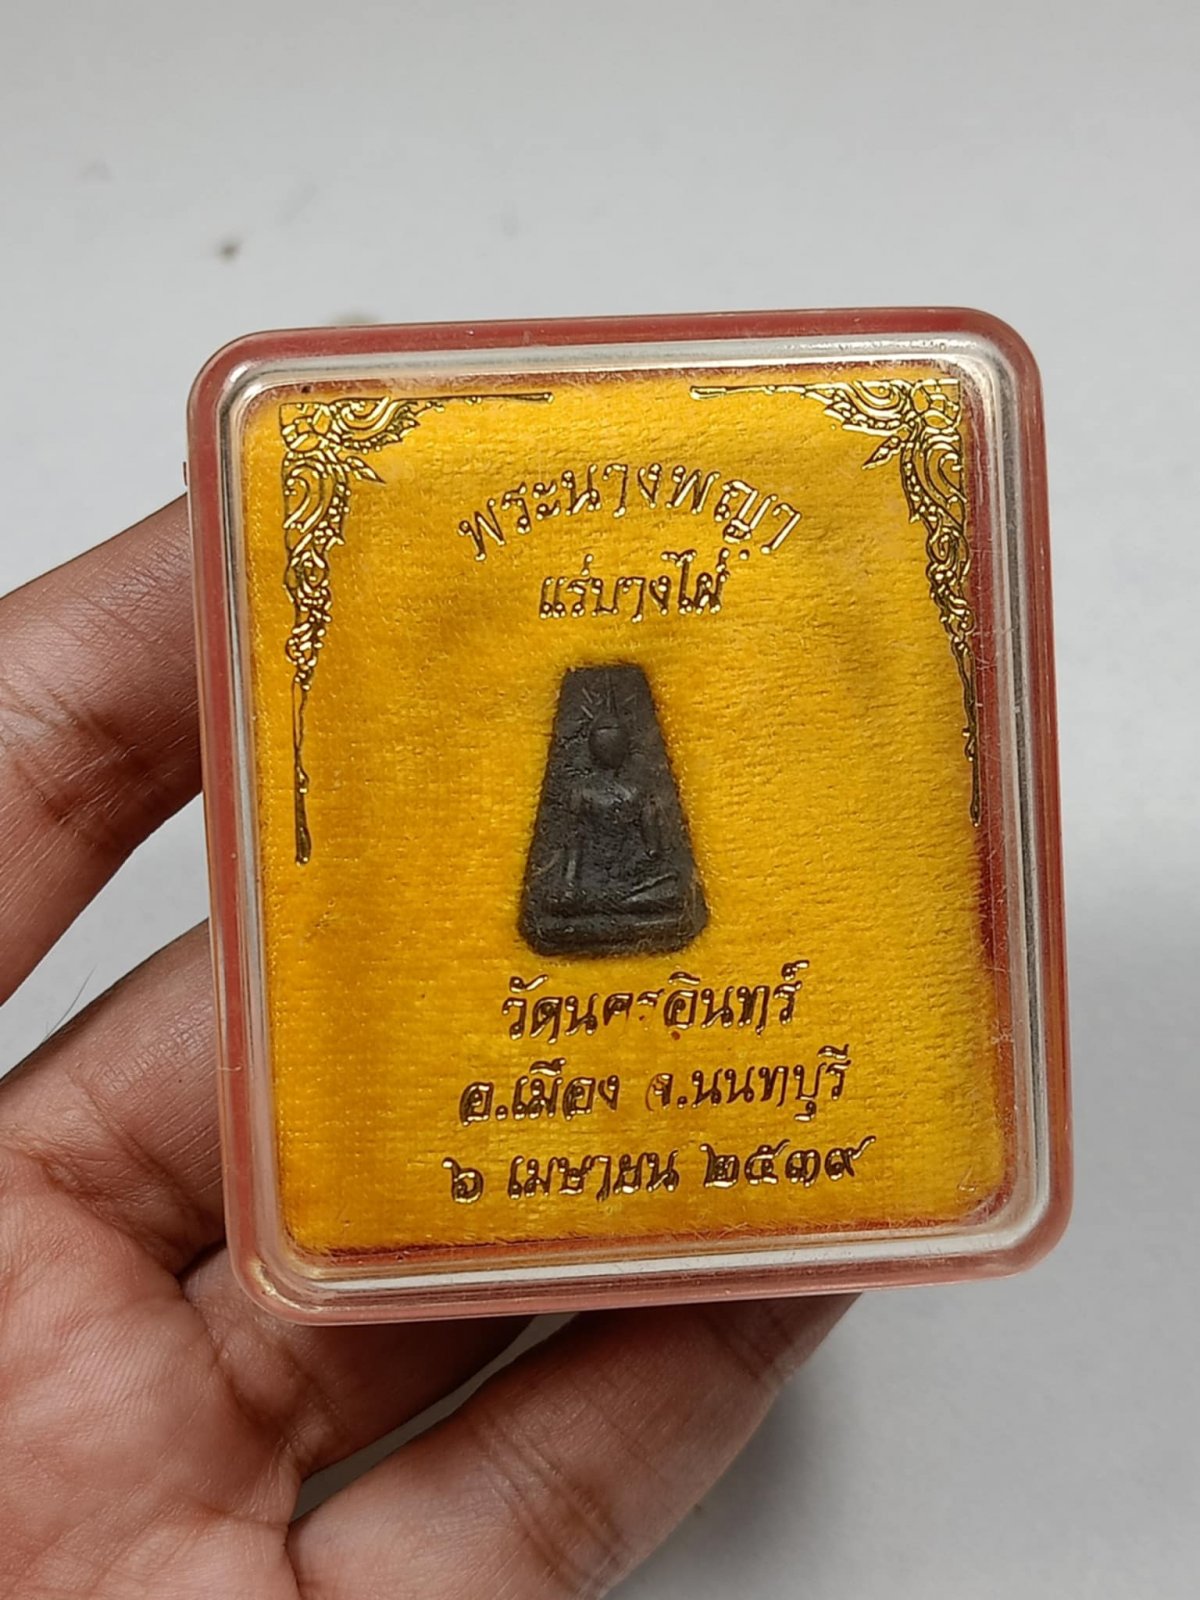 พระนางพญา
แร่บางไผ่
วัดนครอินทร์
อ.เมือง จ.นนทบุรี
๖ เมษายน ๒๕๓๙